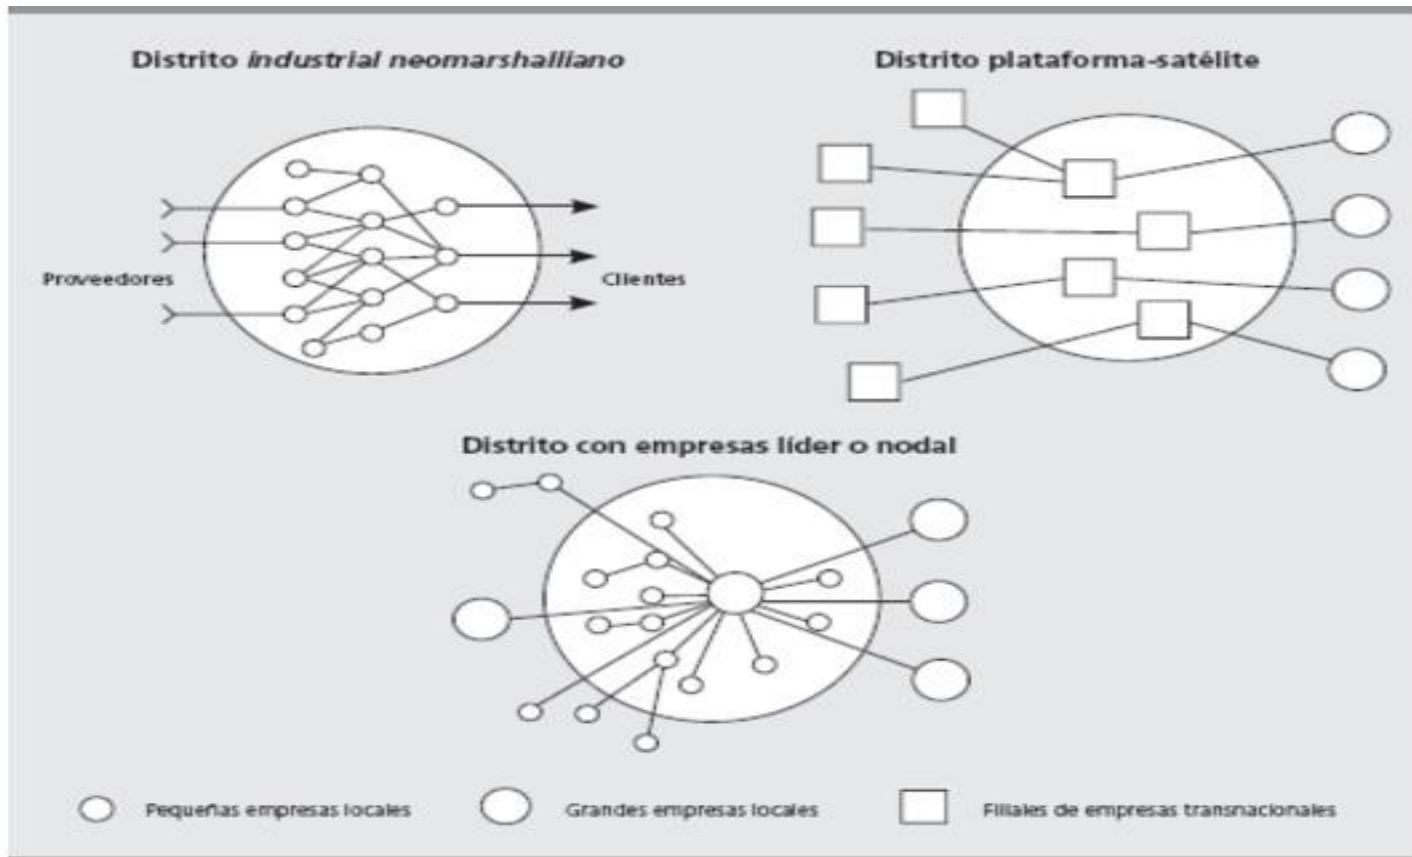 Distrito industrial neomarshalliano
Distrito plataforma-satélite
Proveedores
Clientes
Distrito con empresas líder o nodal
Pequeñas empresas locales
Grandes empresas locales
Filiales de empresas transnacionales